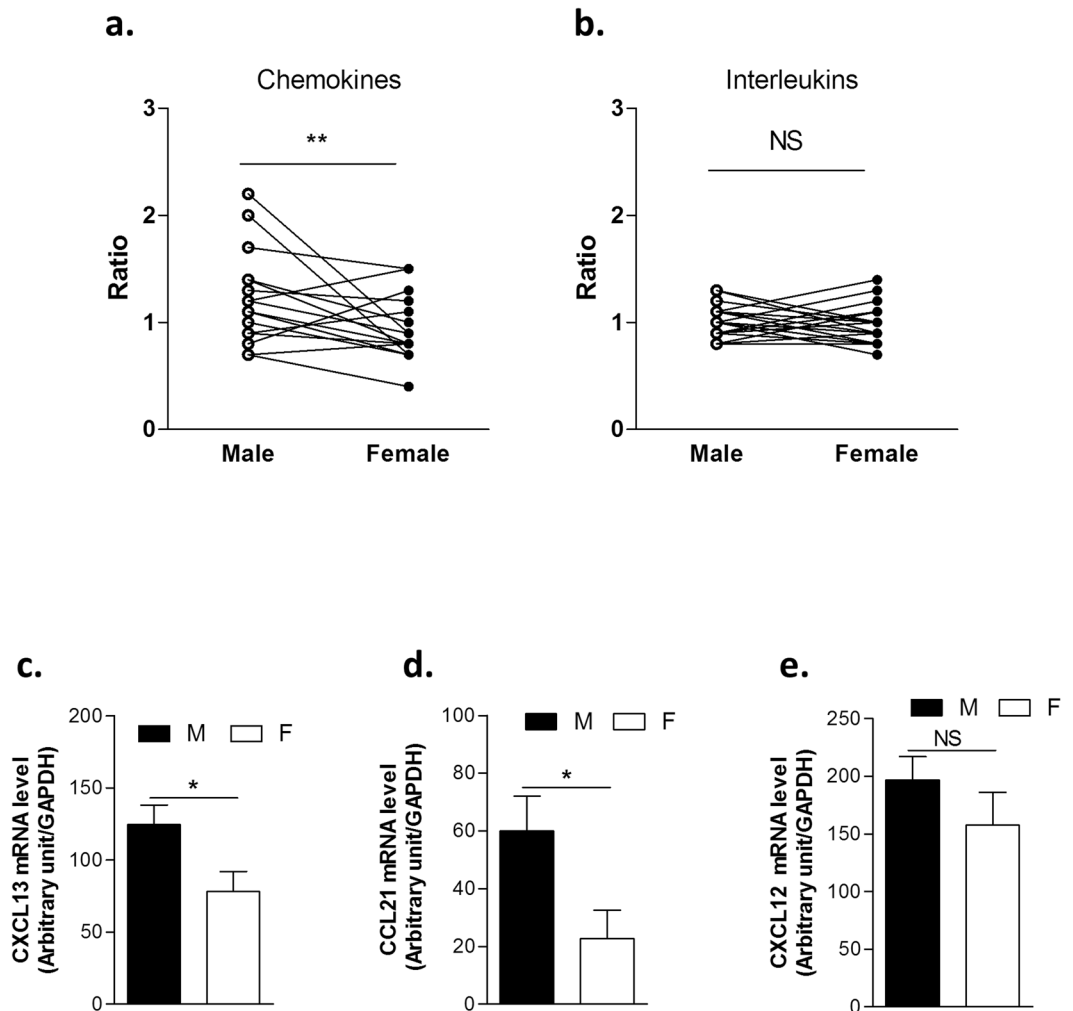 a.
Chemokines
3
2
1
0
Ratio
**
Male Female
b.
Interleukins
3
2
1
0
Ratio
NS
Male Female
c.
M F
200
150
100
50
0
CXCL13 mRNA level
(Arbitrary unit/GAPDH)
*
d.
M F
100
80
60
40
20
0
CCL21 mRNA level
(Arbitrary unit/GAPDH)
*
e.
M F
250
200
150
100
50
0
CXCL12 mRNA level
(Arbitrary unit/GAPDH)
NS